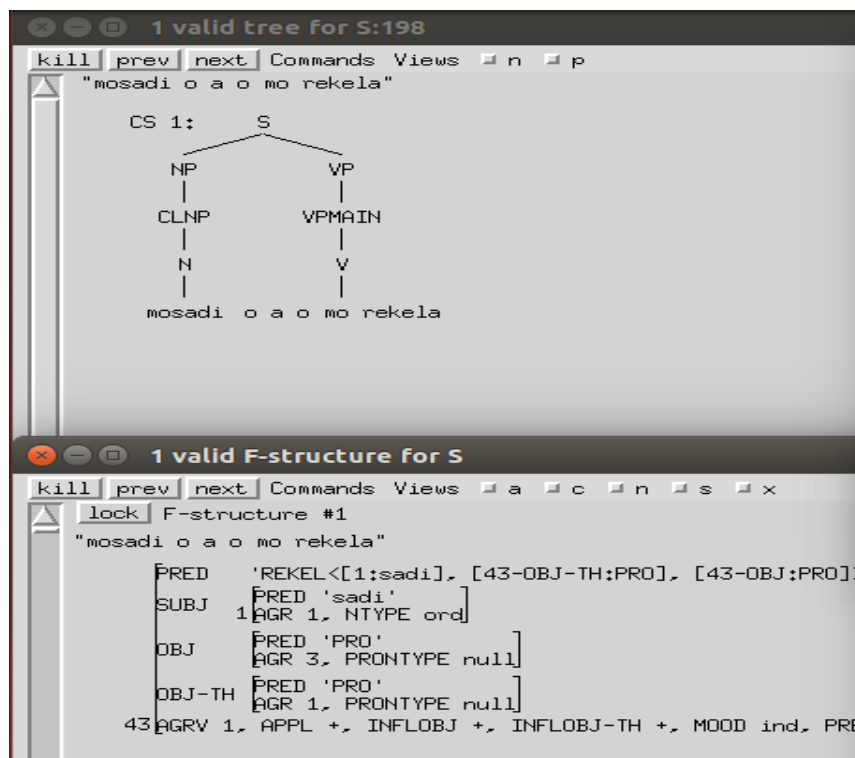 1 valid tree for S:198
kill prev next Commands Views n p
"mosadi o a o mo rekela"
CS 1: S
NP VP
CLNP VPMAIN
N V
mosadi o a o mo rekela
1 valid F-structure for S
kill prev next Commands Views a c n s x
lock F-structure #1
"mosadi o a o mo rekela"
PRED 'REKEL<[1:sadi], [43-OBJ-TH:PRO], [43-OBJ:PRO]
PRED 'sadi'
SUBJ
1 AGR 1, NTYPE ord
PRED 'PRO'
OBJ
AGR 3, PRONTYPE null
PRED 'PRO'
OBJ-TH
AGR 1, PRONTYPE null
43 AGRV 1, APPL +, INFLOBJ +, INFLOBJ-TH +, MOOD ind, PRE